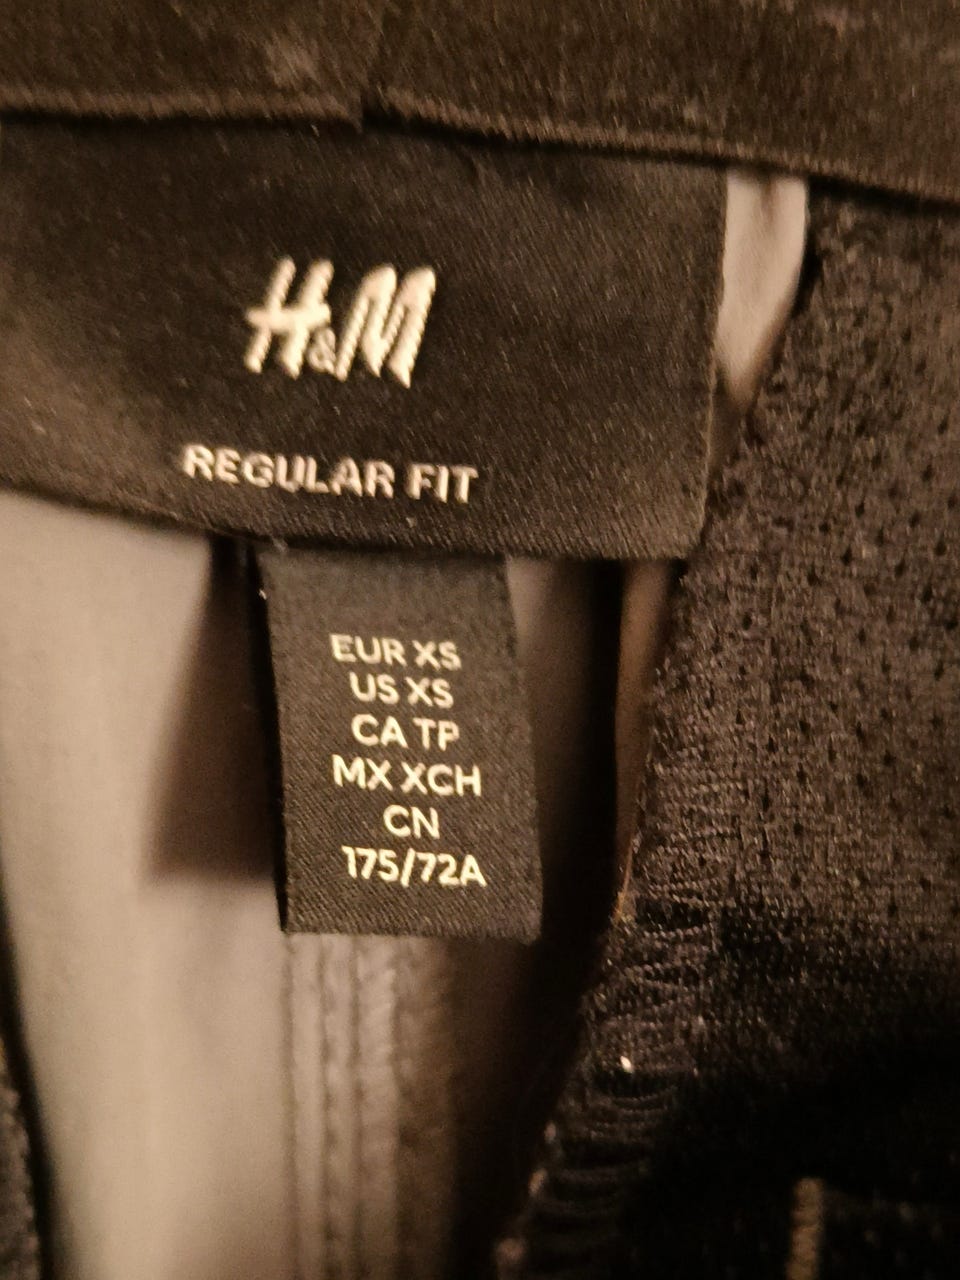 H&M
REGULAR FIT
EUR XS
US XS
CA TP
MX XCH
CN
175/72A